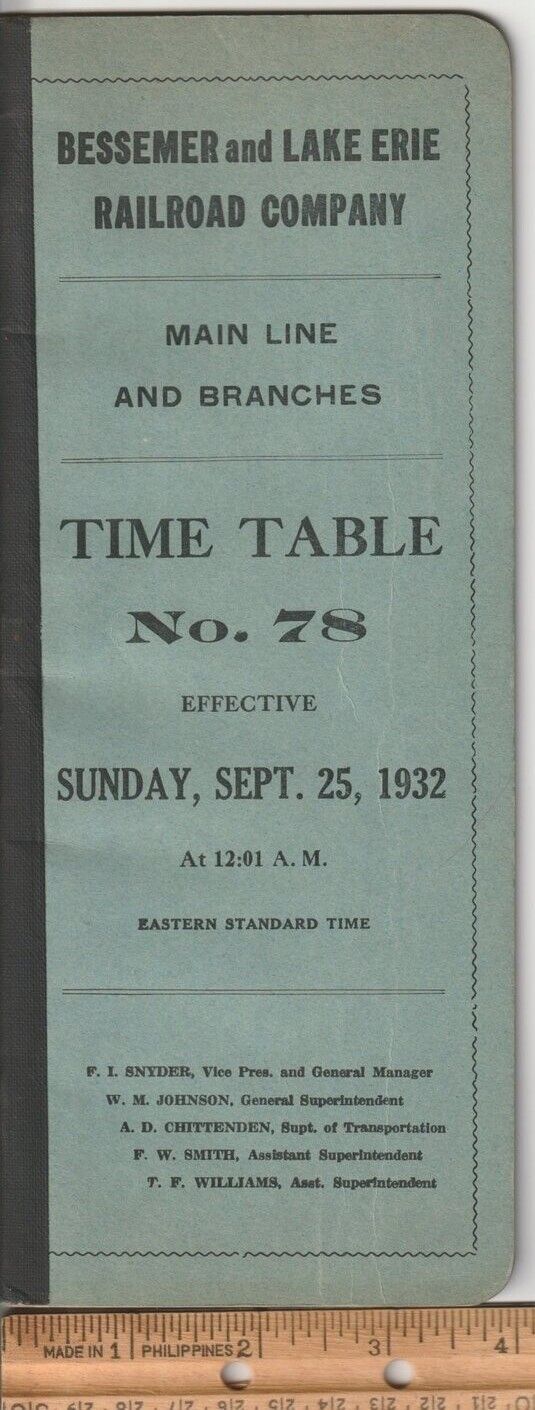 BESSEMER and LAKE ERIE
RAILROAD COMPANY
MAIN LINE
AND BRANCHES
TIME TABLE
No. 78
EFFECTIVE
SUNDAY, SEPT. 25, 1932
At 12:01 A. M.
EASTERN STANDARD TIME
F. I. SNYDER, Vice Pres. and General Manager
W. M. JOHNSON, General Superintendent
A. D. CHITTENDEN, Supt. of Transportation
F. W. SMITH, Assistant Superintendent
T. F. WILLIAMS, Asst. Superintendent
MADE IN 1 PHILIPPINES 2 3 4